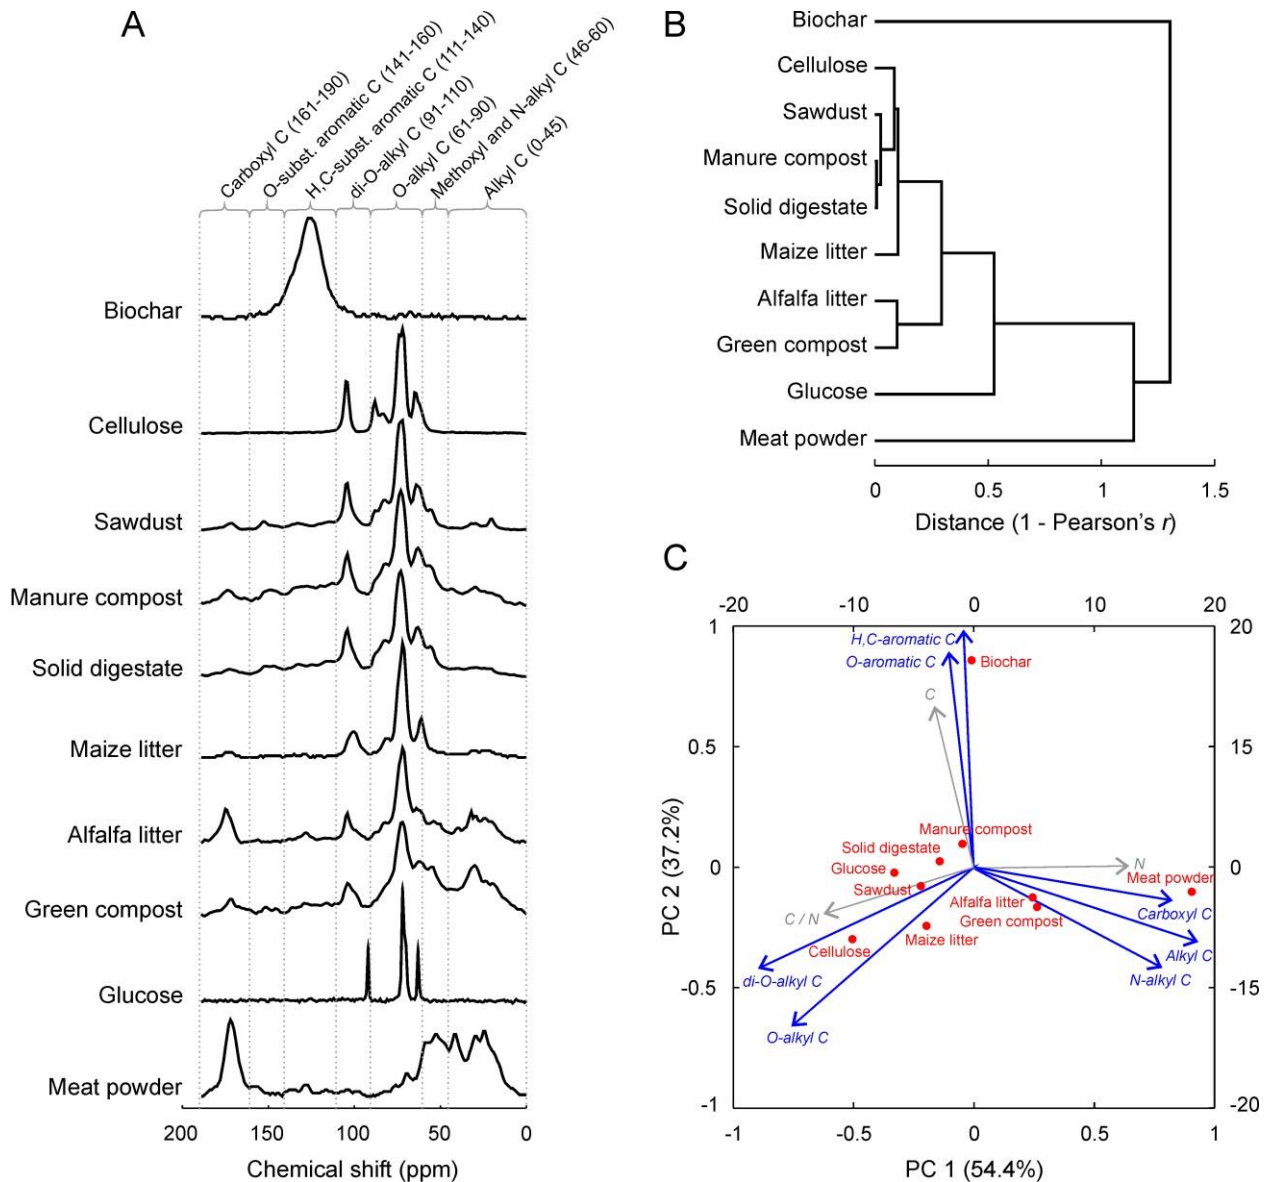 A
Carboxyl C (161-190)
O-subst. aromatic C (141-160)
H,C-subst. aromatic C (111-140)
di-O-alkyl C (91-110)
O-alkyl C (61-90)
Methoxyl and N-alkyl C (46-60)
Alkyl C (0-45)
Biochar
Cellulose
Sawdust
Manure compost
Solid digestate
Maize litter
Alfalfa litter
Green compost
Glucose
Meat powder
200 150 100 50 0
Chemical shift (ppm)
B
Biochar
Cellulose
Sawdust
Manure compost
Solid digestate
Maize litter
Alfalfa litter
Green compost
Glucose
Meat powder
0 0.5 1 1.5
Distance (1 - Pearson's r)
C
-20 -10 0 10 20
1 20
H,C-aromatic C
O-aromatic C
Biochar
C
0.5 15
Manure compost
Solid digestate
Glucose
Sawdust
0 0
N
Meat powder
Alfalfa litter
Carboxyl C
Green compost
C / N
Maize litter
Cellulose
Alkyl C
N-alkyl C
di-O-alkyl C
-0.5 -15
O-alkyl C
-1 -20
-1 -0.5 0 0.5 1
PC 1 (54.4%)
PC 2 (37.2%)